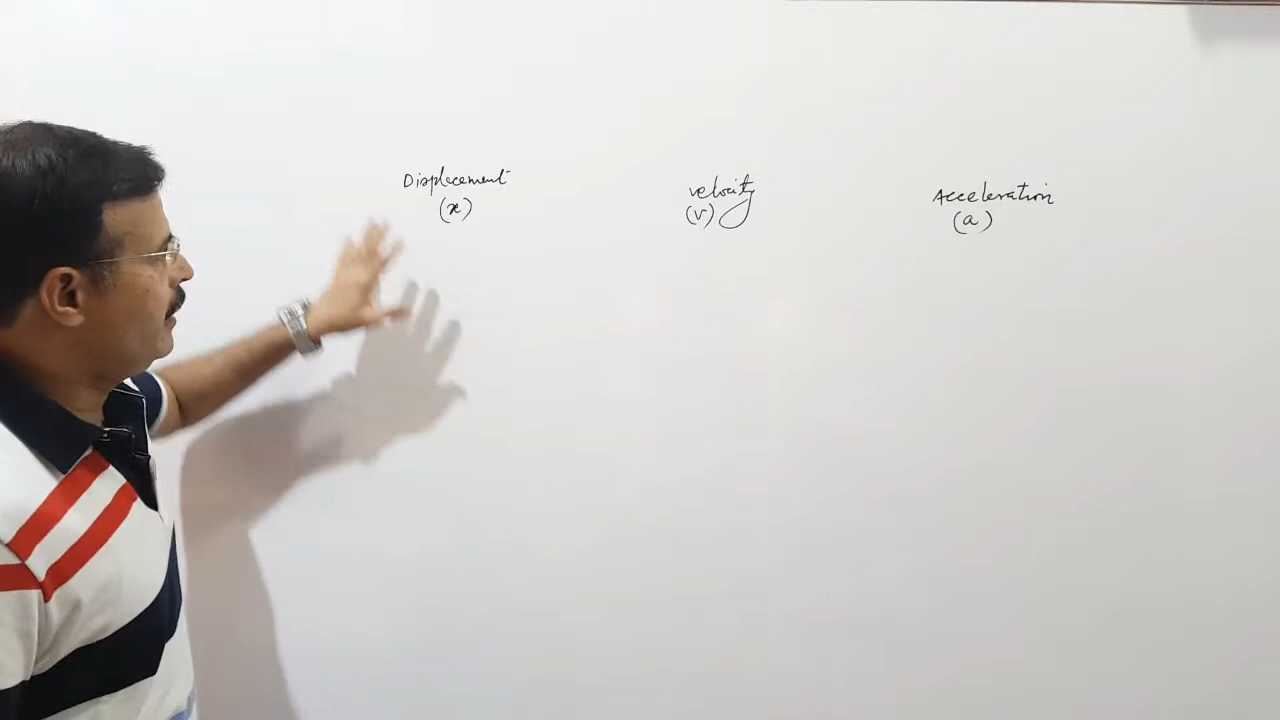 Displacement
(x)
velocity
(v)
Acceleration
(a)